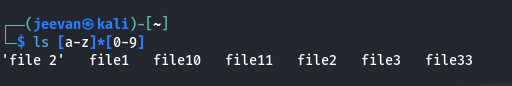 ┌──(jeevan㉿kali)-[~]
└─$ ls [a-z]*[0-9]
'file 2'   file1   file10   file11   file2   file3   file33